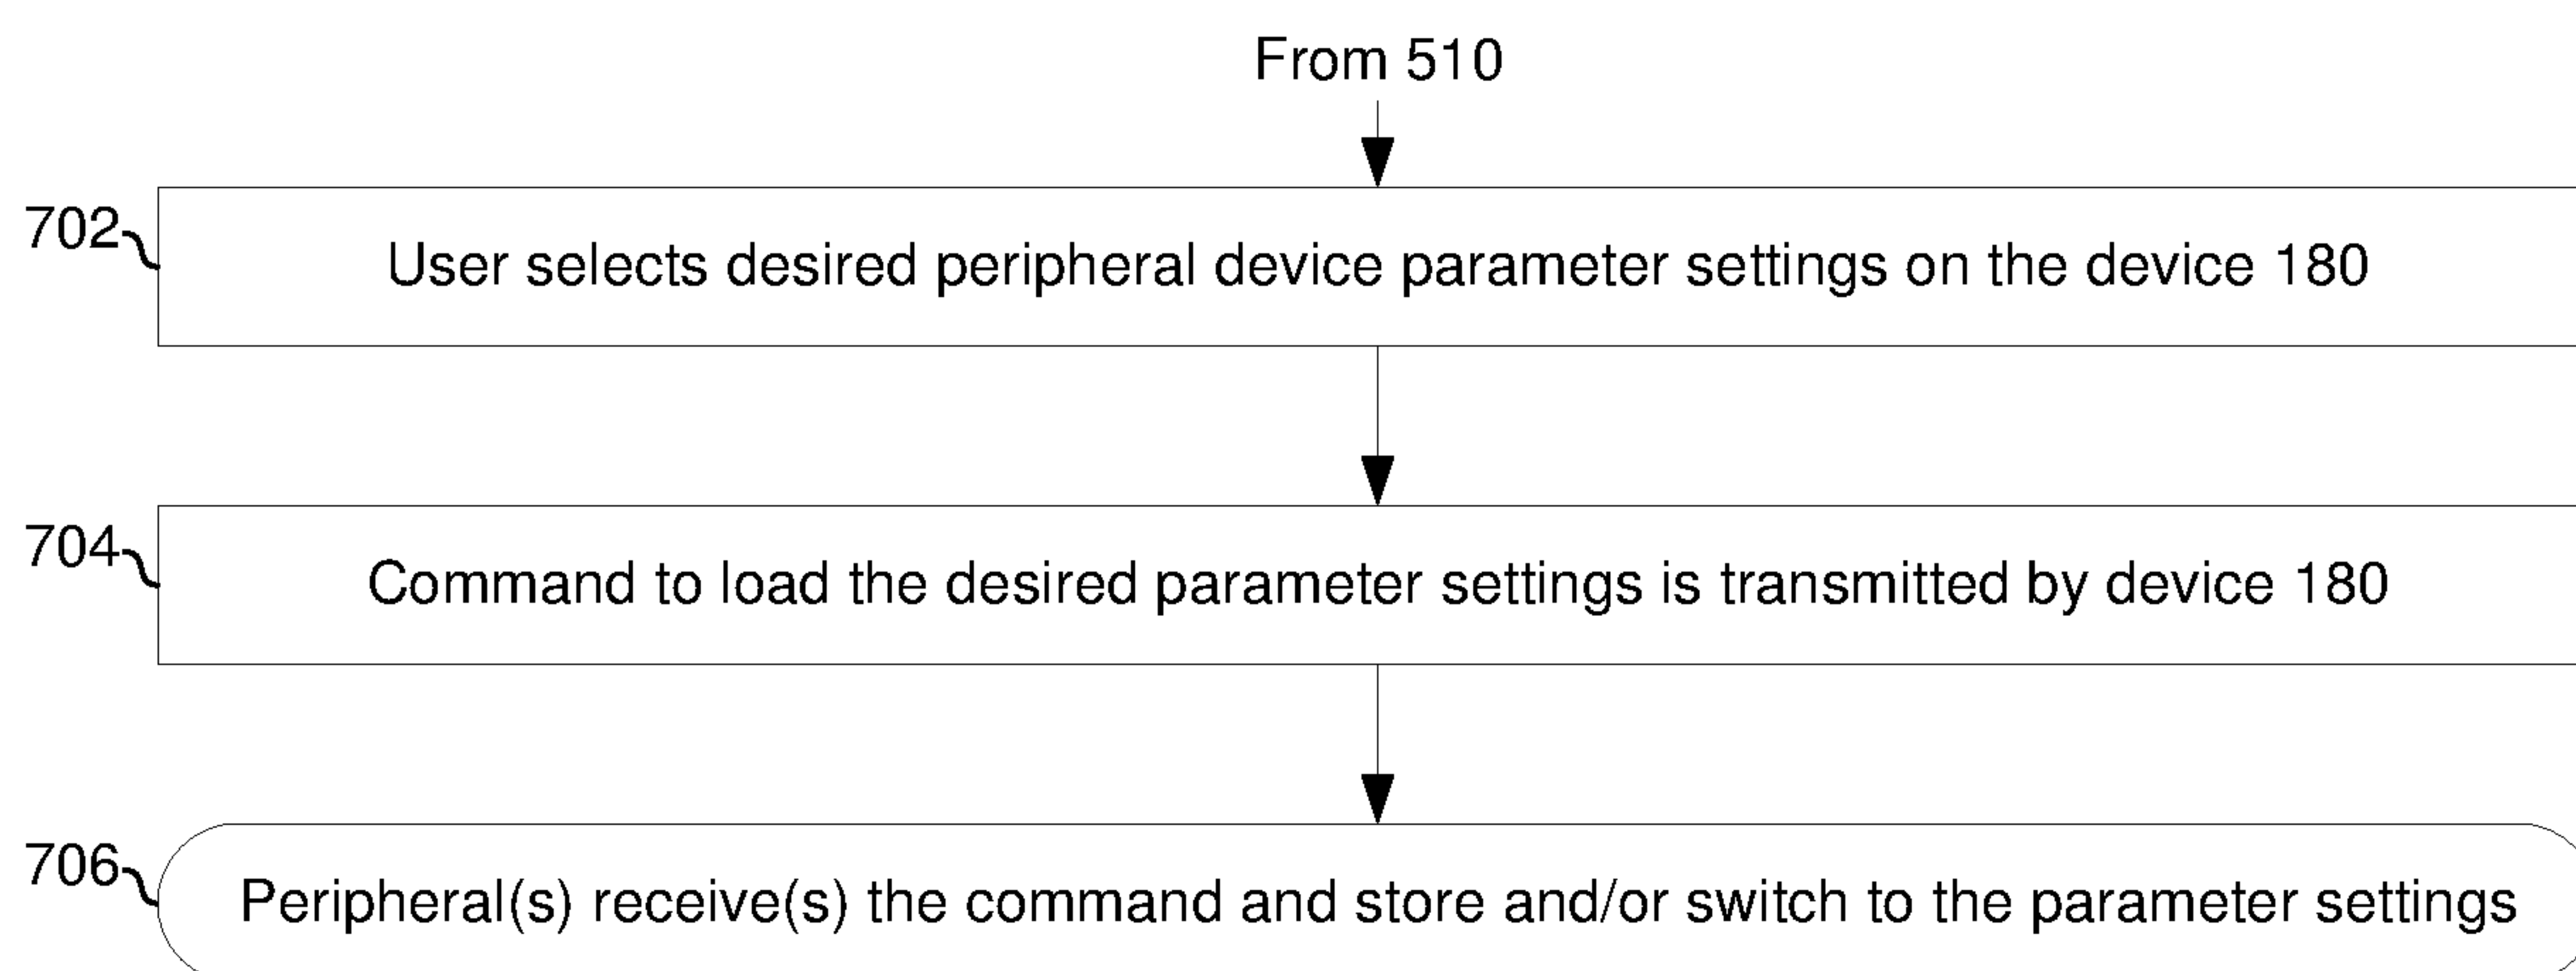 From 510
702
User selects desired peripheral device parameter settings on the device 180
704
Command to load the desired parameter settings is transmitted by device 180
706
Peripheral(s) receive(s) the command and store and/or switch to the parameter settings